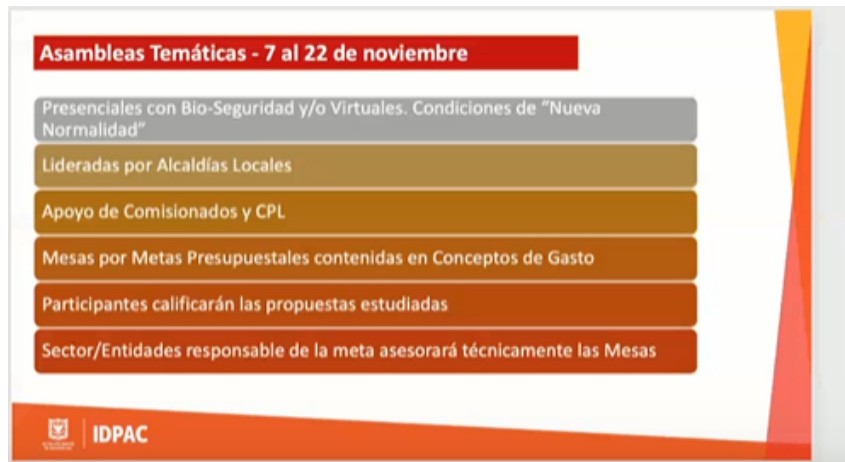 Asambleas Temáticas - 7 al 22 de noviembre
Presenciales con Bio-Seguridad y/o Virtuales. Condiciones de “Nueva
Normalidad”
Lideradas por Alcaldías Locales
Apoyo de Comisionados y CPL
Mesas por Metas Presupuestales contenidas en Conceptos de Gasto
Participantes calificarán las propuestas estudiadas
Sector/Entidades responsable de la meta asesorará técnicamente las Mesas
IDPAC